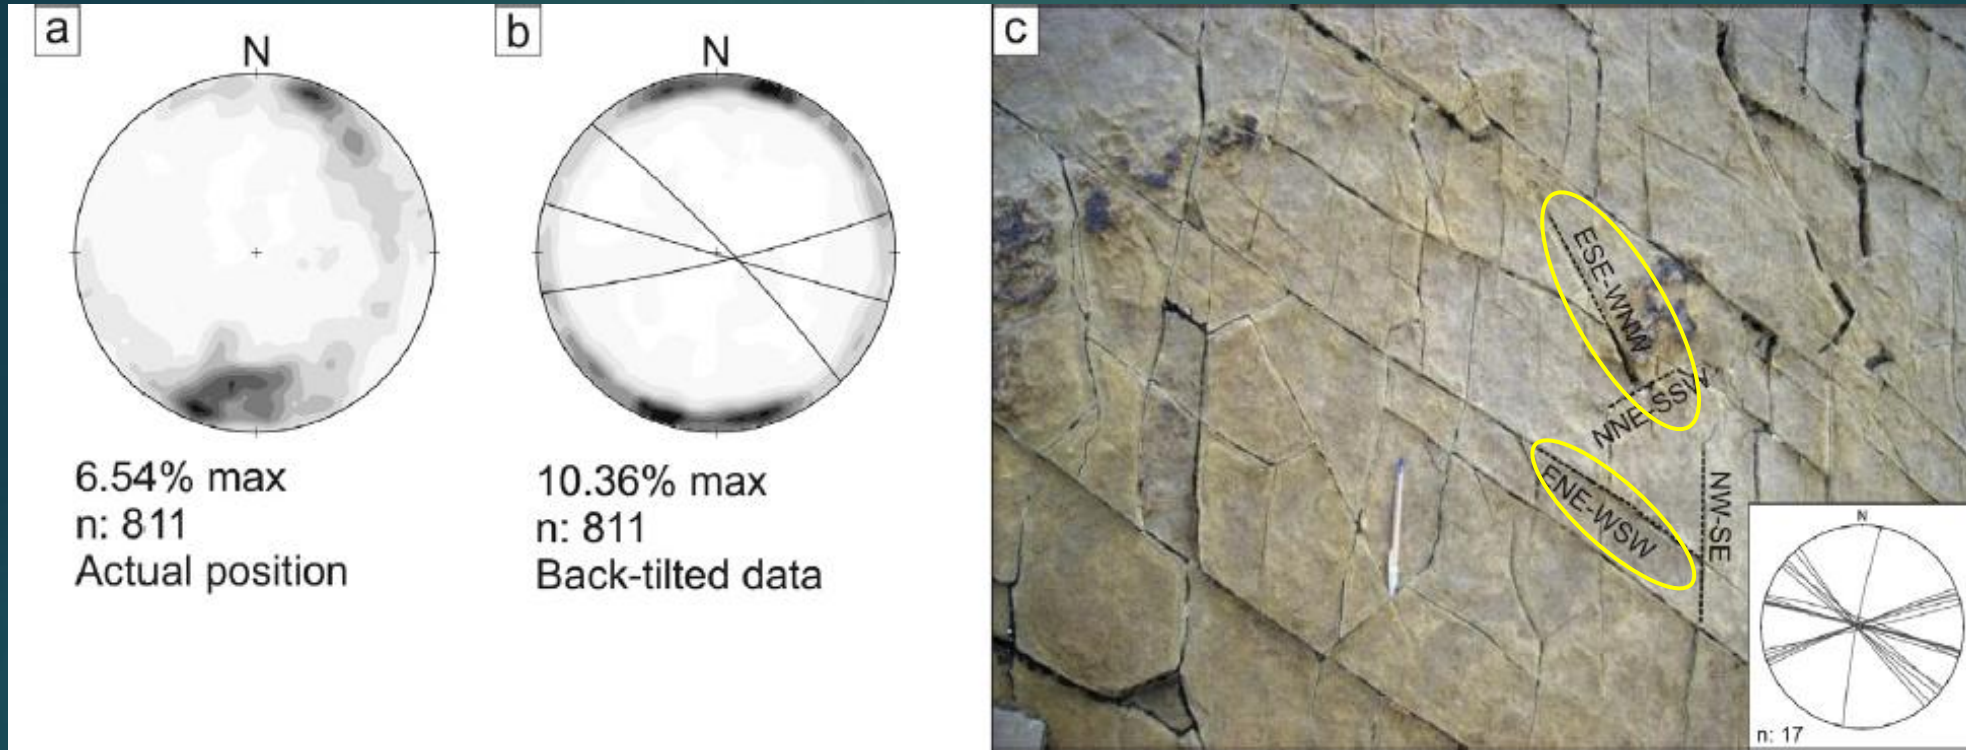 a
N
6.54% max
n: 811
Actual position
b
N
10.36% max
n: 811
Back-tilted data
c
ESE-WNW
NNE-SSW
ENE-WSW
NW-SE
N
n: 17